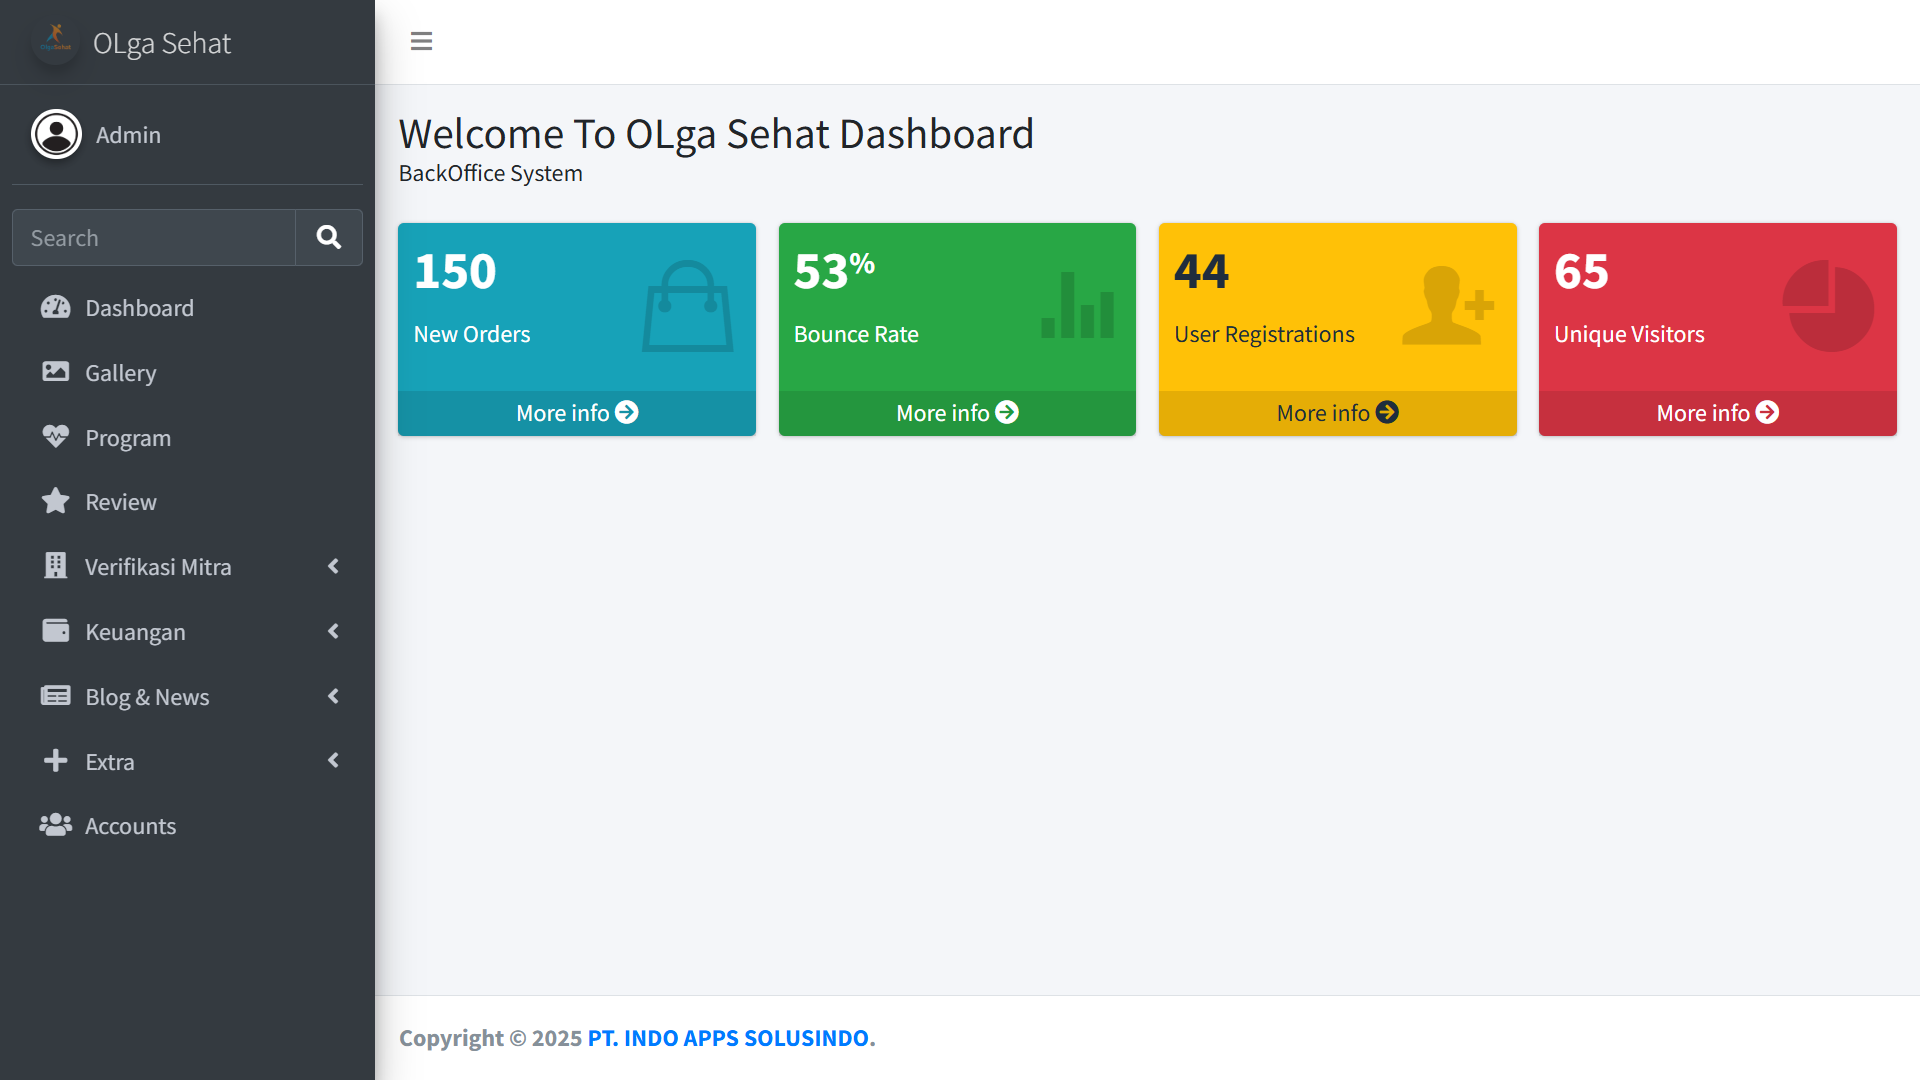 OLga Sehat
Admin
Search
Dashboard
Gallery
Program
Review
Verifikasi Mitra
Keuangan
Blog & News
Extra
Accounts
Welcome To OLga Sehat Dashboard
BackOffice System
150
New Orders
More info
53%
Bounce Rate
More info
44
User Registrations
More info
65
Unique Visitors
More info
Copyright © 2025 PT. INDO APPS SOLUSINDO.